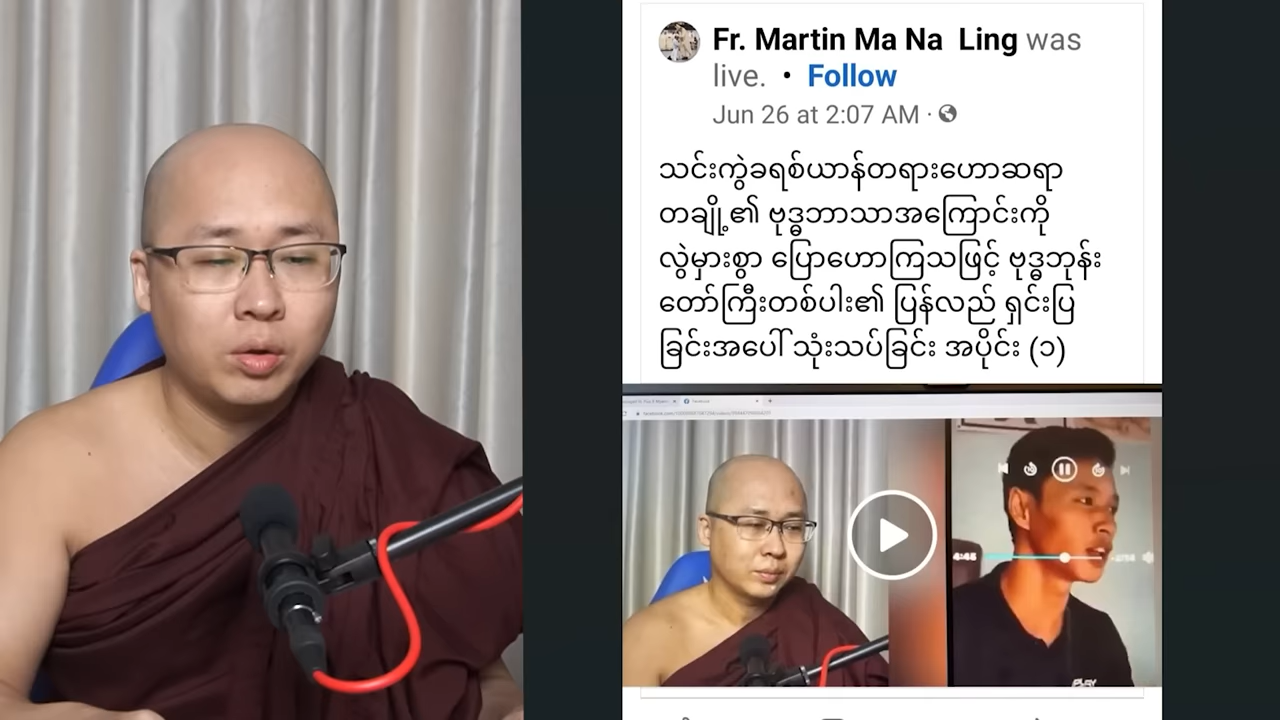 Fr. Martin Ma Na Ling was
live. • Follow
Jun 26 at 2:07 AM ·
သင်းကွဲခရစ်ယာန်တရားဟောဆရာ
တချို့၏ ဗုဒ္ဓဘာသာအကြောင်းကို
လွဲမှားစွာ ပြောဟောကြသဖြင့် ဗုဒ္ဓဘုန်း
တော်ကြီးတစ်ပါး၏ ပြန်လည် ရှင်းပြ
ခြင်းအပေါ် သုံးသပ်ခြင်း အပိုင်း (၁)
Facebook
4:45